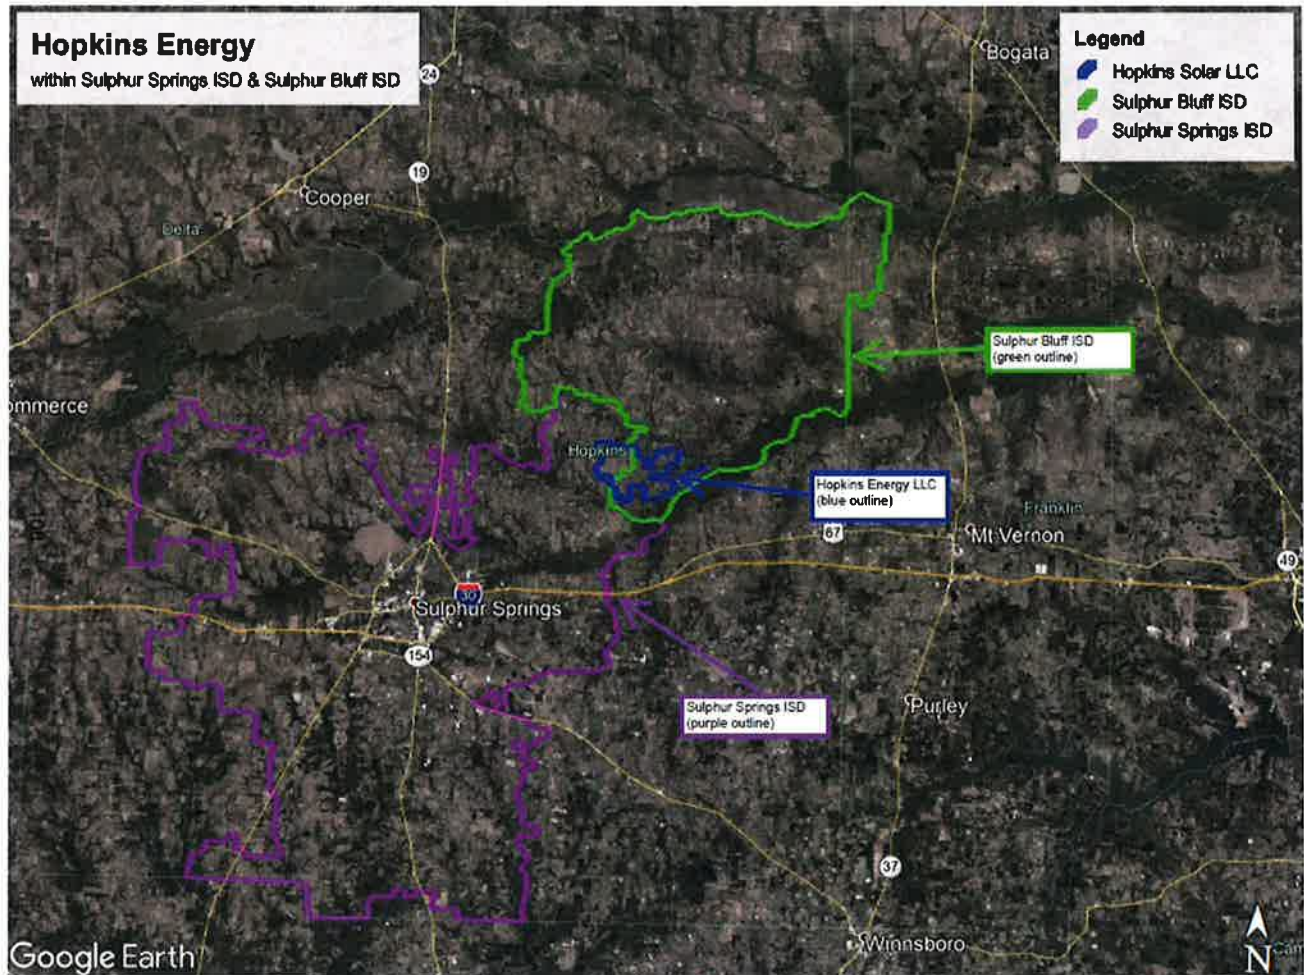 Hopkins Energy
within Sulphur Springs ISD & Sulphur Bluff ISD
Legend
Hopkins Solar LLC
Sulphur Bluff ISD
Sulphur Springs ISD
24
Bogata
19
Cooper
Delta
Sulphur Bluff ISD
(green outline)
ommerce
Hopkins
Hopkins Energy LLC
(blue outline)
Franklin
67
Mt Vernon
49
30
Sulphur Springs
154
Sulphur Springs ISD
(purple outline)
Purley
37
Winnsboro
Google Earth
N
Cam